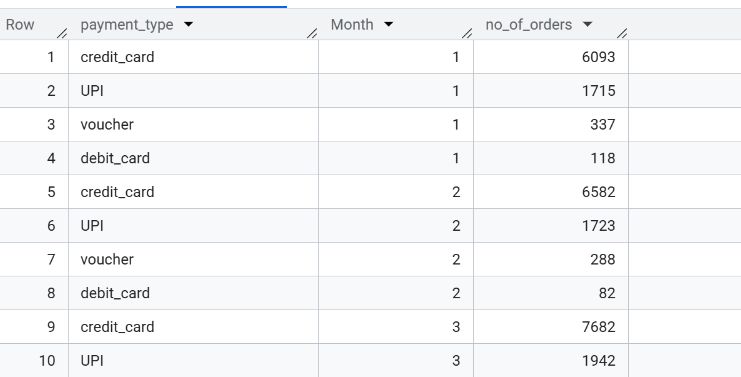 Row payment_type Month no_of_orders
1 credit_card 1 6093
2 UPI 1 1715
3 voucher 1 337
4 debit_card 1 118
5 credit_card 2 6582
6 UPI 2 1723
7 voucher 2 288
8 debit_card 2 82
9 credit_card 3 7682
10 UPI 3 1942